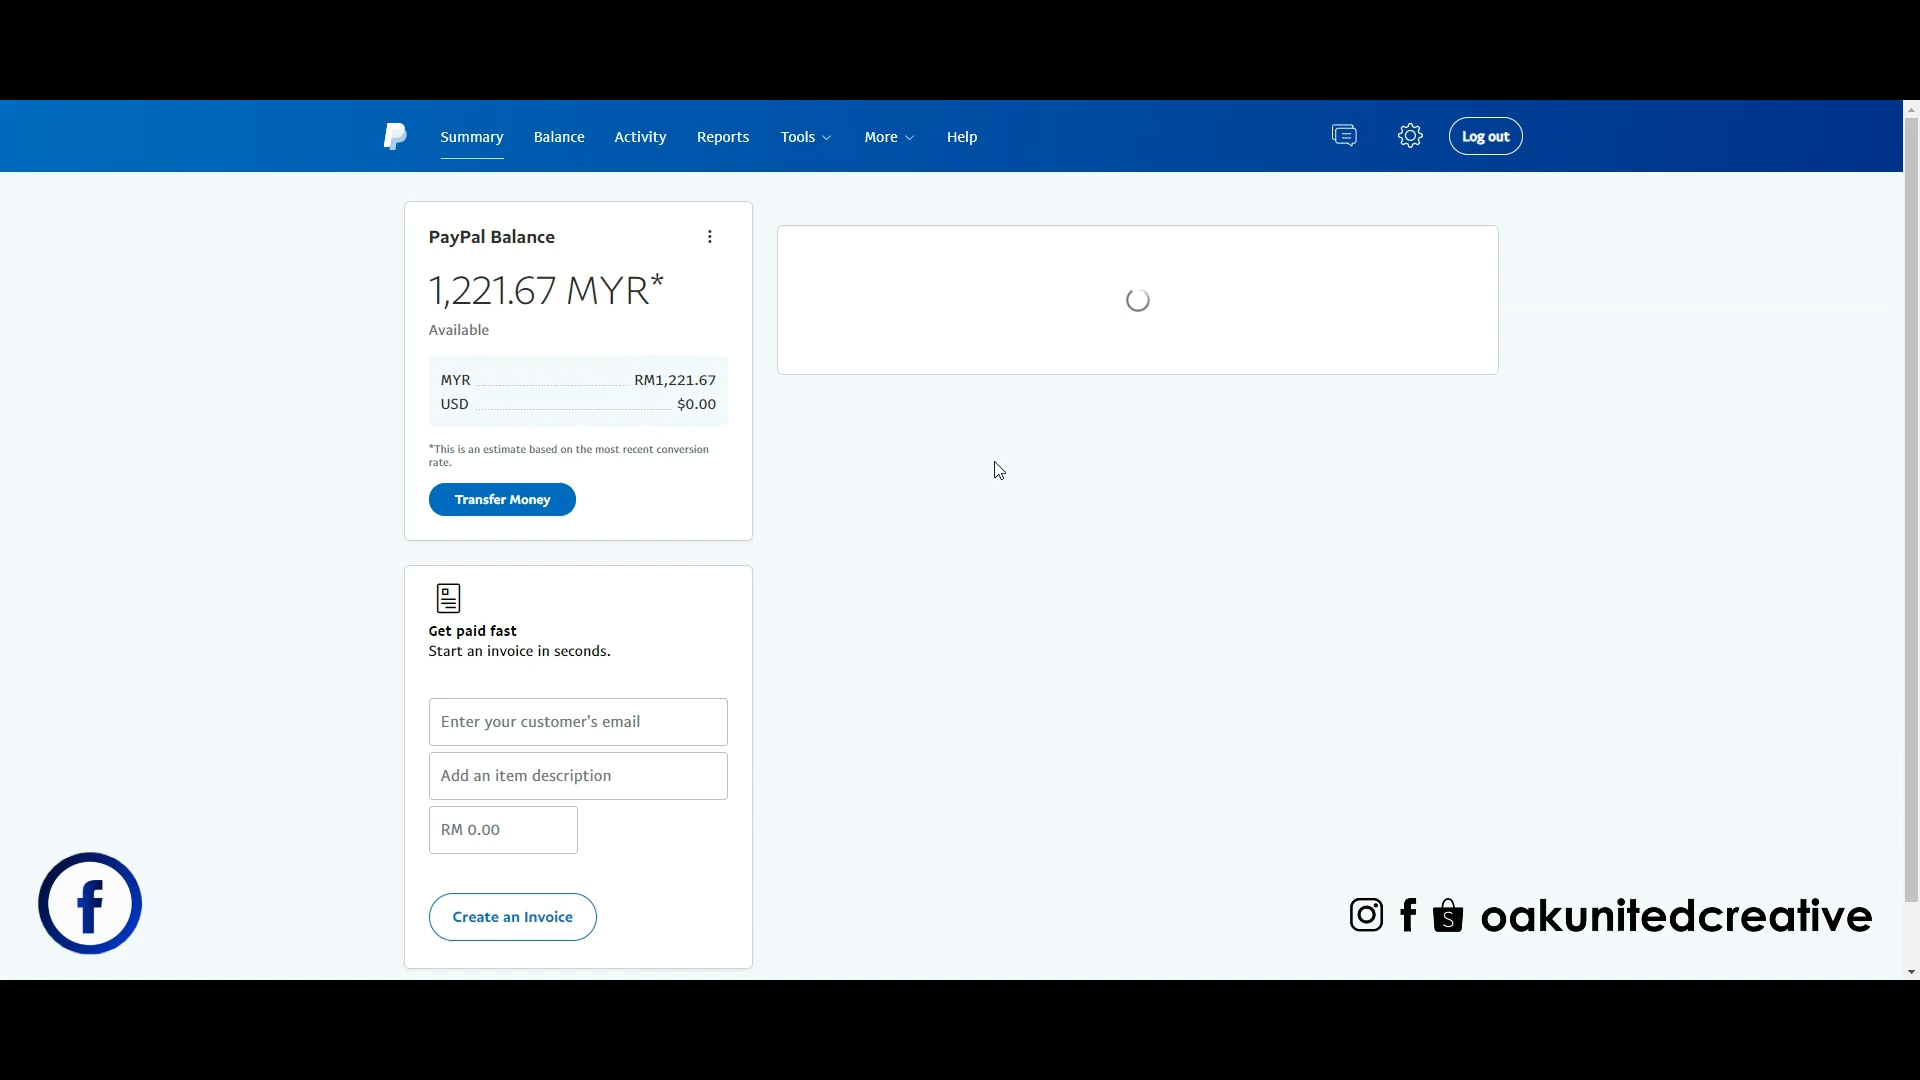 Summary Balance Activity Reports Tools More Help Log out
PayPal Balance
1,221.67 MYR*
Available
MYR RM1,221.67
USD $0.00
*This is an estimate based on the most recent conversion
rate.
Transfer Money
Get paid fast
Start an invoice in seconds.
Enter your customer's email
Add an item description
RM 0.00
Create an Invoice
oakunitedcreative